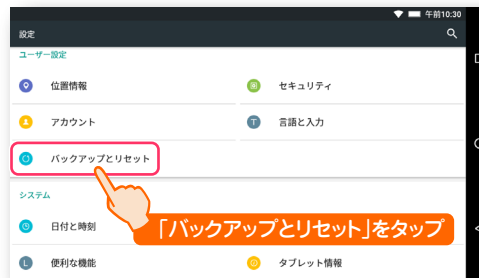 午前10:30
設定
ユーザー設定
位置情報
セキュリティ
アカウント
言語と入力
バックアップとリセット
システム
日付と時刻
「バックアップとリセット」をタップ
便利な機能
タブレット情報